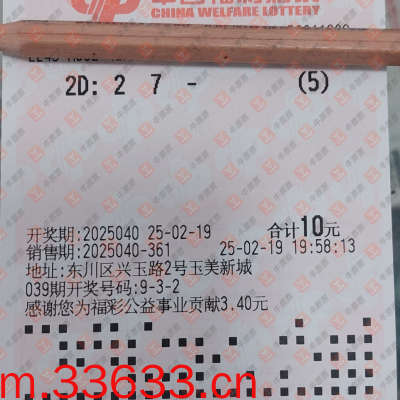 CHINA WELFARE LOTTERY
2D: 2 7 - (5)
开奖期:2025040 25-02-19 合计10元
销售期:2025040-361 25-02-19 19:58:13
地址:东川区兴玉路2号玉美新城
039期开奖号码:9-3-2
感谢您为福彩公益事业贡献3.40元
m.33633.cn